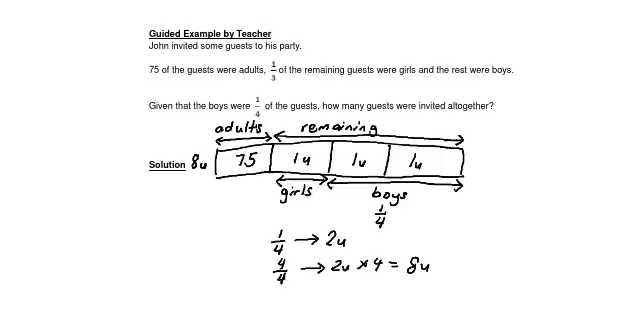 Guided Example by Teacher
John invited some guests to his party.
75 of the guests were adults, 1/3 of the remaining guests were girls and the rest were boys.
Given that the boys were 1/4 of the guests, how many guests were invited altogether?
adults remaining
Solution 8u 75 1u 1u 1u
girls boys
1/4
1/4 → 2u
4/4 → 2u × 4 = 8u